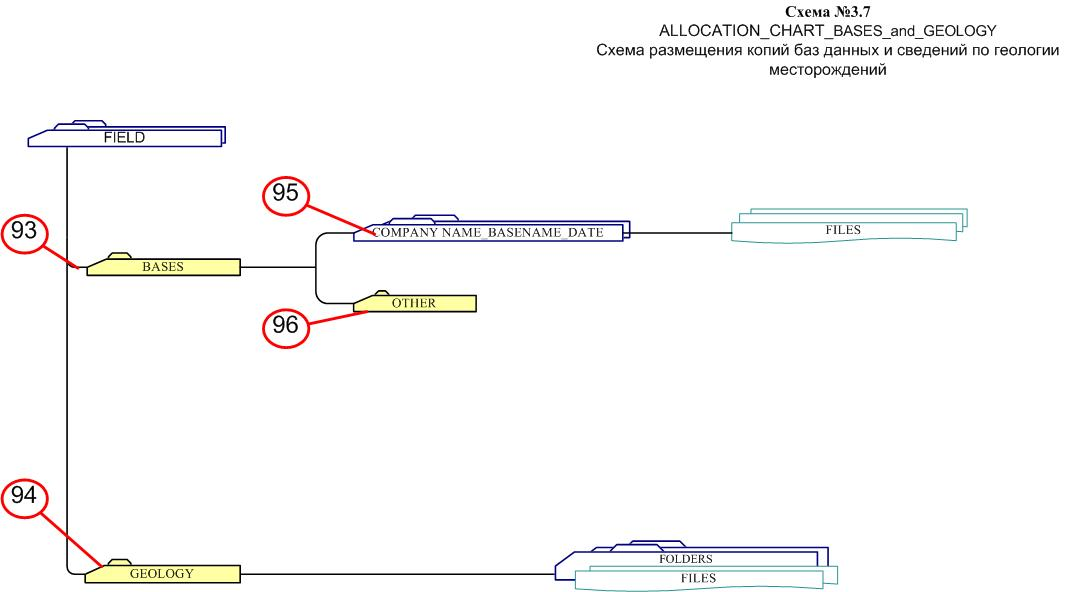 Схема №3.7
ALLOCATION_CHART_BASES_and_GEOLOGY
Схема размещения копий баз данных и сведений по геологии
месторождений
FIELD
95
93
COMPANY NAME_BASENAME_DATE
FILES
BASES
OTHER
96
94
FOLDERS
GEOLOGY
FILES